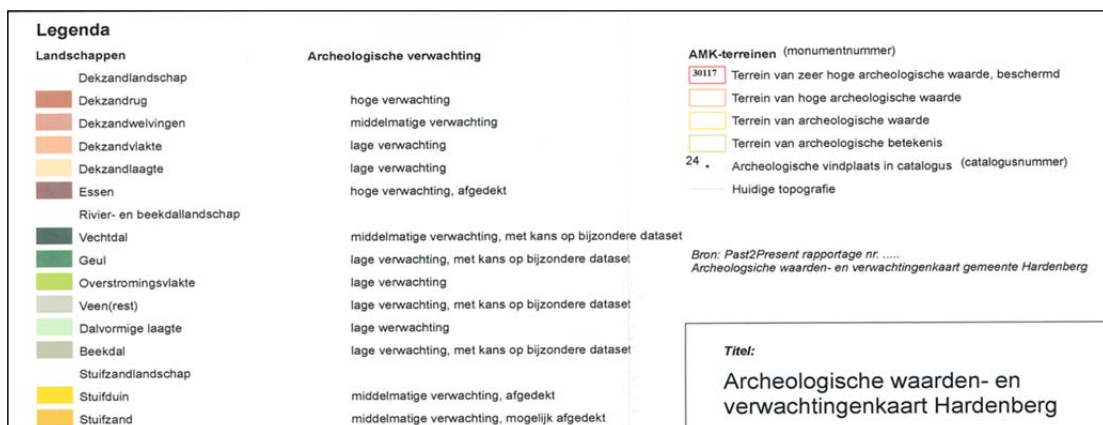 Legenda
Landschappen Archeologische verwachting
Dekzandlandschap
Dekzandrug hoge verwachting
Dekzandwelvingen middelmatige verwachting
Dekzandvlakte lage verwachting
Dekzandlaagte lage verwachting
Essen hoge verwachting, afgedekt
Rivier- en beekdallandschap
Vechtdal middelmatige verwachting, met kans op bijzondere dataset
Geul lage verwachting, met kans op bijzondere dataset
Overstromingsvlakte lage verwachting
Veen(rest) lage verwachting, met kans op bijzondere dataset
Dalvormige laagte lage werwachting
Beekdal lage verwachting, met kans op bijzondere dataset
Stuifzandlandschap
Stuifduin middelmatige verwachting, afgedekt
Stuifzand middelmatige verwachting, mogelijk afgedekt
AMK-terreinen (monumentnummer)
30117 Terrein van zeer hoge archeologische waarde, beschermd
Terrein van hoge archeologische waarde
Terrein van archeologische waarde
Terrein van archeologische betekenis
24 . Archeologische vindplaats in catalogus (catalogusnummer)
Huidige topografie
Bron: Past2Present rapportage nr. .....
Archeologsiche waarden- en verwachtingenkaart gemeente Hardenberg
Titel:
Archeologische waarden- en
verwachtingenkaart Hardenberg